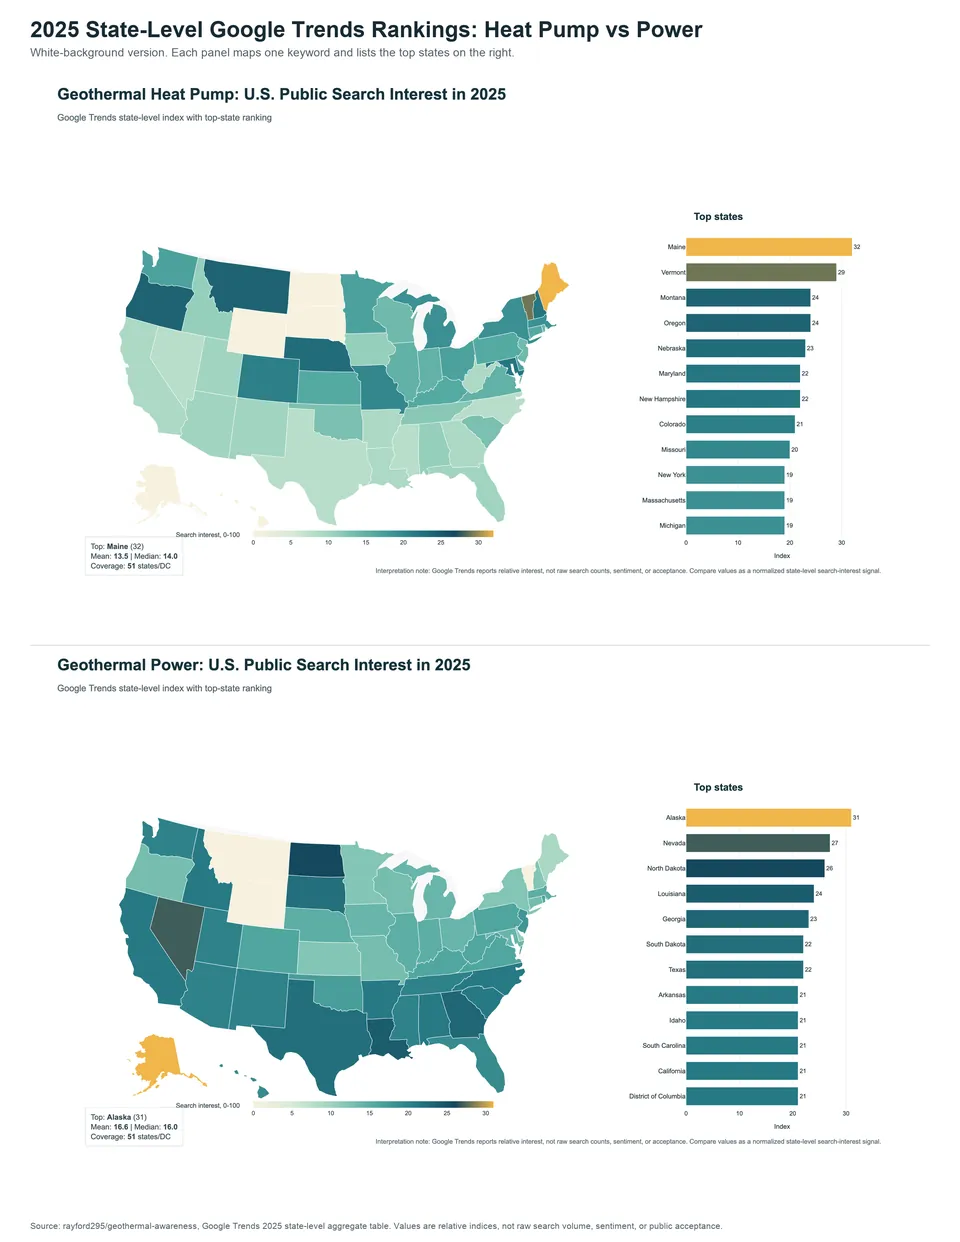 2025 State-Level Google Trends Rankings: Heat Pump vs Power
White-background version. Each panel maps one keyword and lists the top states on the right.
Geothermal Heat Pump: U.S. Public Search Interest in 2025
Google Trends state-level index with top-state ranking
Top states
Maine 32
Vermont 29
Montana 24
Oregon 24
Nebraska 23
Maryland 22
New Hampshire 22
Colorado 21
Missouri 20
New York 19
Massachusetts 19
Michigan 19
0 10 20 30
Index
Search interest, 0-100
0 5 10 15 20 25 30
Top: Maine (32)
Mean: 13.5 | Median: 14.0
Coverage: 51 states/DC
Interpretation note: Google Trends reports relative interest, not raw search counts, sentiment, or acceptance. Compare values as a normalized state-level search-interest signal.
Geothermal Power: U.S. Public Search Interest in 2025
Google Trends state-level index with top-state ranking
Top states
Alaska 31
Nevada 27
North Dakota 26
Louisiana 24
Georgia 23
South Dakota 22
Texas 22
Arkansas 21
Idaho 21
South Carolina 21
California 21
District of Columbia 21
0 10 20 30
Index
Search interest, 0-100
0 5 10 15 20 25 30
Top: Alaska (31)
Mean: 16.6 | Median: 16.0
Coverage: 51 states/DC
Interpretation note: Google Trends reports relative interest, not raw search counts, sentiment, or acceptance. Compare values as a normalized state-level search-interest signal.
Source: rayford295/geothermal-awareness, Google Trends 2025 state-level aggregate table. Values are relative indices, not raw search volume, sentiment, or public acceptance.